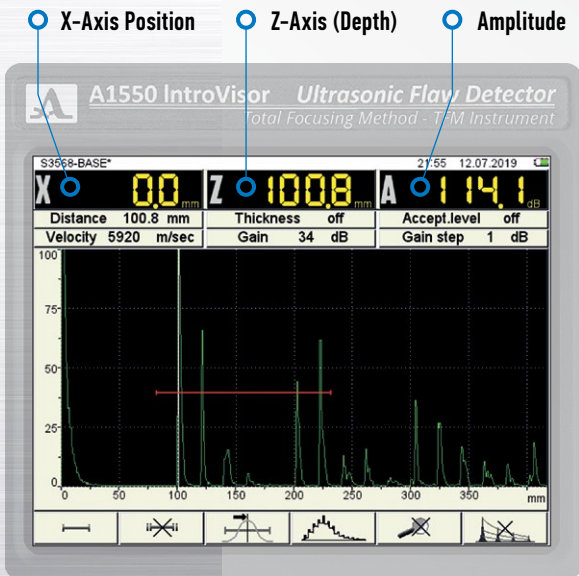 X-Axis Position Z-Axis (Depth) Amplitude
A1550 IntroVisor Ultrasonic Flaw Detector
Total Focusing Method - TFM Instrument
S3568-BASE* 21:55 12.07.2019
X 0.0 mm Z 100.8 mm A 114.1 dB
Distance 100.8 mm Thickness off Accept.level off
Velocity 5920 m/sec Gain 34 dB Gain step 1 dB
100
75
50
25
0
0 50 100 150 200 250 300 350 mm